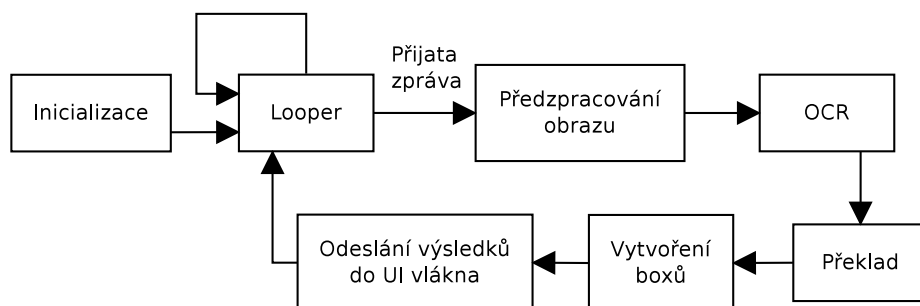 Inicializace
Looper
Přijata
zpráva
Předzpracování
obrazu
OCR
Překlad
Vytvoření
boxů
Odeslání výsledků
do UI vlákna